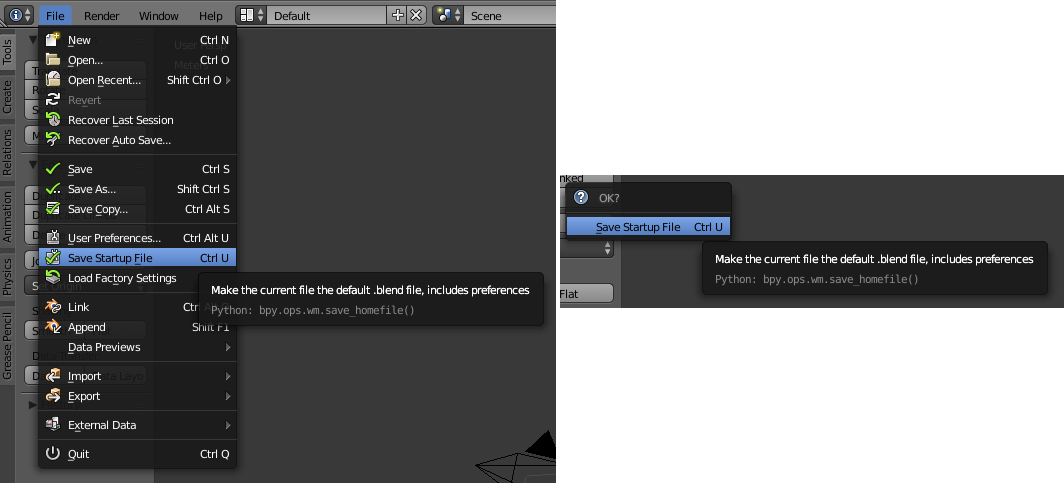 File Render Window Help Default Scene
User
Meters
Tools
Create
Relations
Animation
Physics
Grease Pencil
New Ctrl N
Open... Ctrl O
Open Recent... Shift Ctrl O
Revert
Recover Last Session
Recover Auto Save...
Save Ctrl S
Save As... Shift Ctrl S
Save Copy... Ctrl Alt S
User Preferences... Ctrl Alt U
Save Startup File Ctrl U
Load Factory Settings
Link
Append Shift F1
Data Previews
Import
Export
External Data
Quit Ctrl Q
Make the current file the default .blend file, includes preferences
Python: bpy.ops.wm.save_homefile()
OK?
Save Startup File Ctrl U
Make the current file the default .blend file, includes preferences
Python: bpy.ops.wm.save_homefile()
Flat